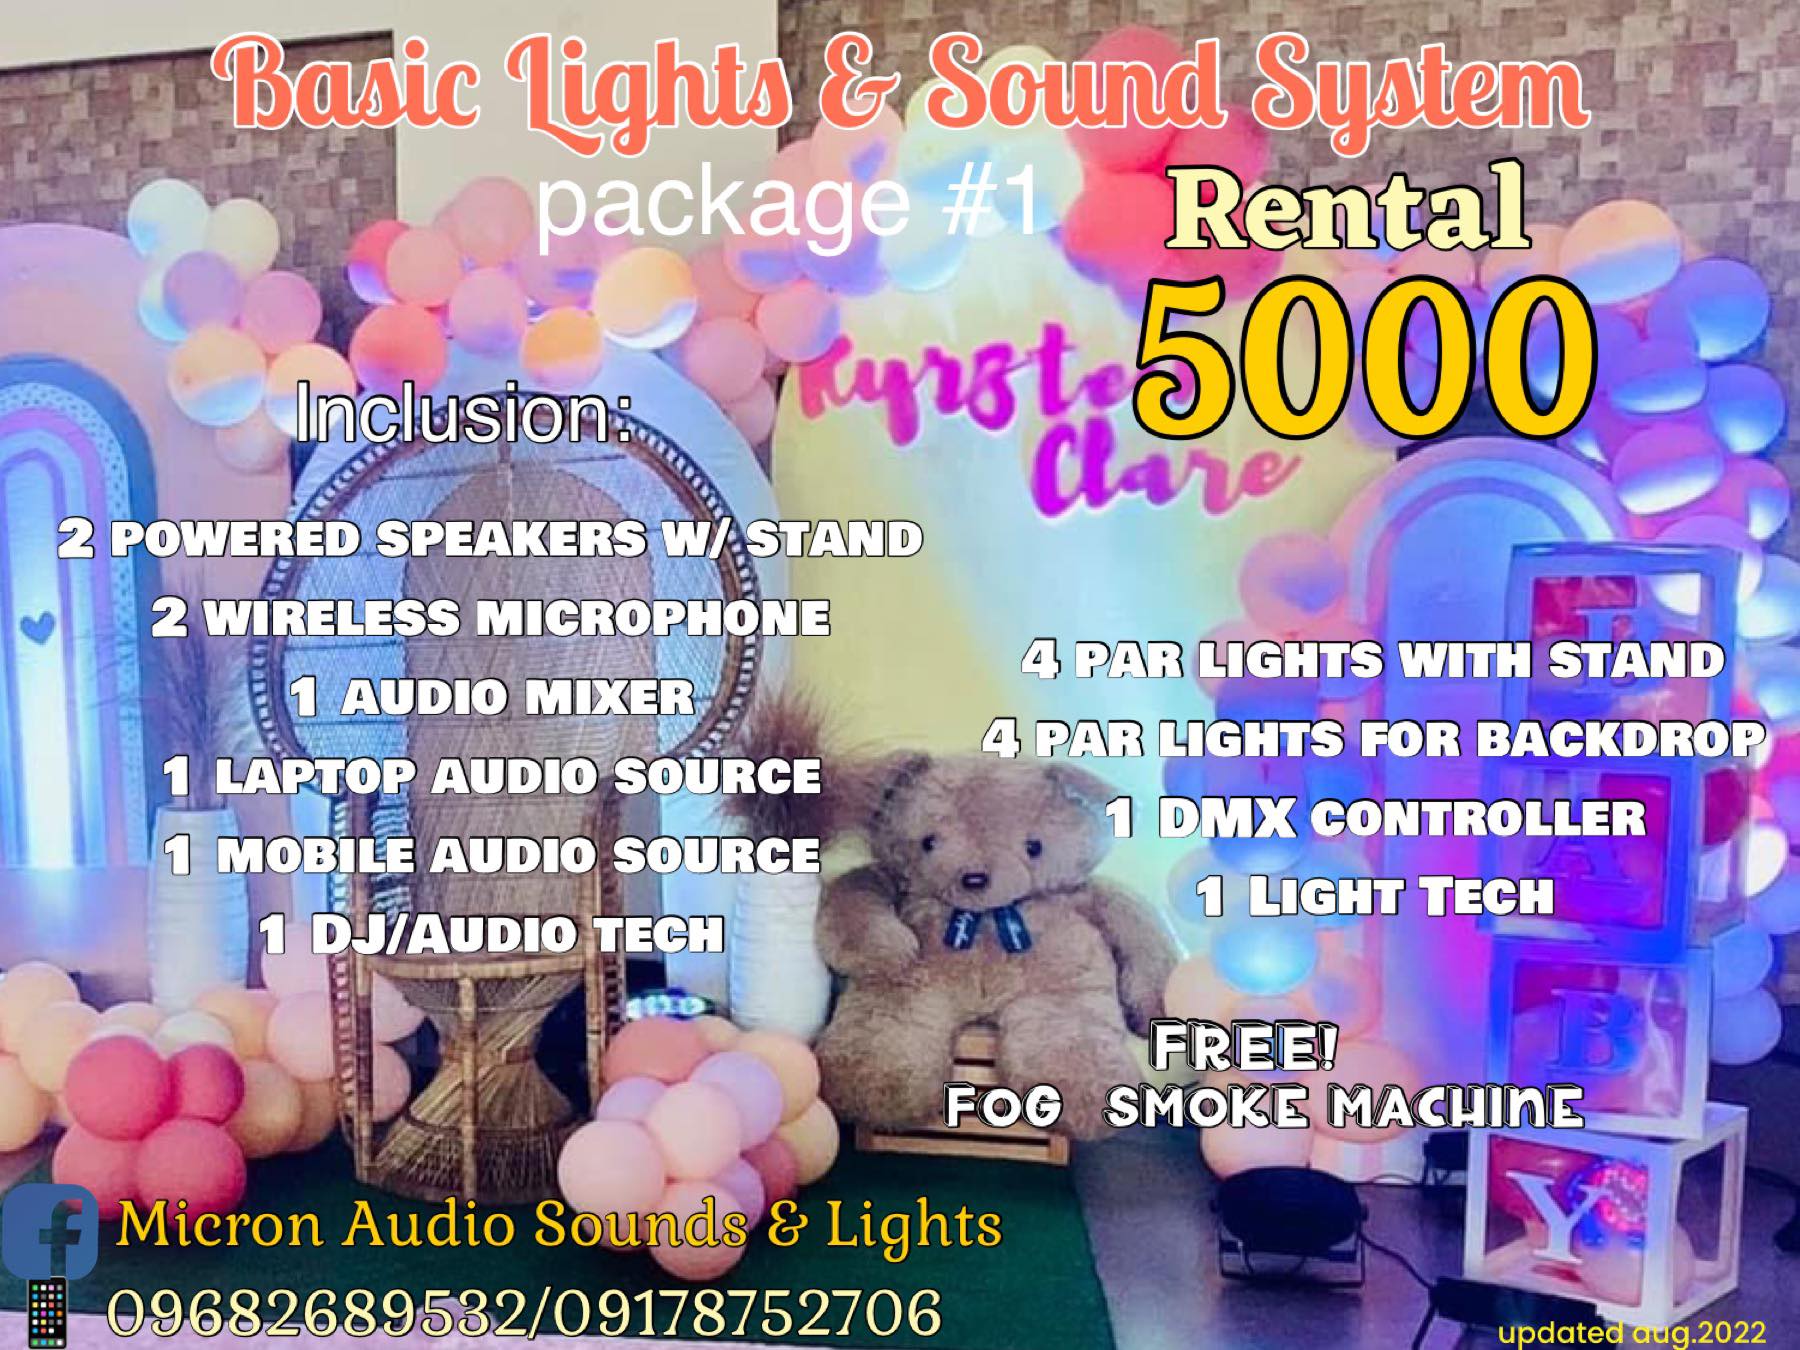 Basic Lights & Sound System
package #1
Rental
5000
Kyrste
Clare
Inclusion:
2 powered speakers w/ stand
2 wireless microphone
1 audio mixer
1 laptop audio source
1 mobile audio source
1 DJ/Audio tech
4 par lights with stand
4 par lights for backdrop
1 DMX controller
1 Light Tech
B
A
B
Y
FREE!
FOG SMOKE MACHINE
Micron Audio Sounds & Lights
09682689532/09178752706
updated aug.2022